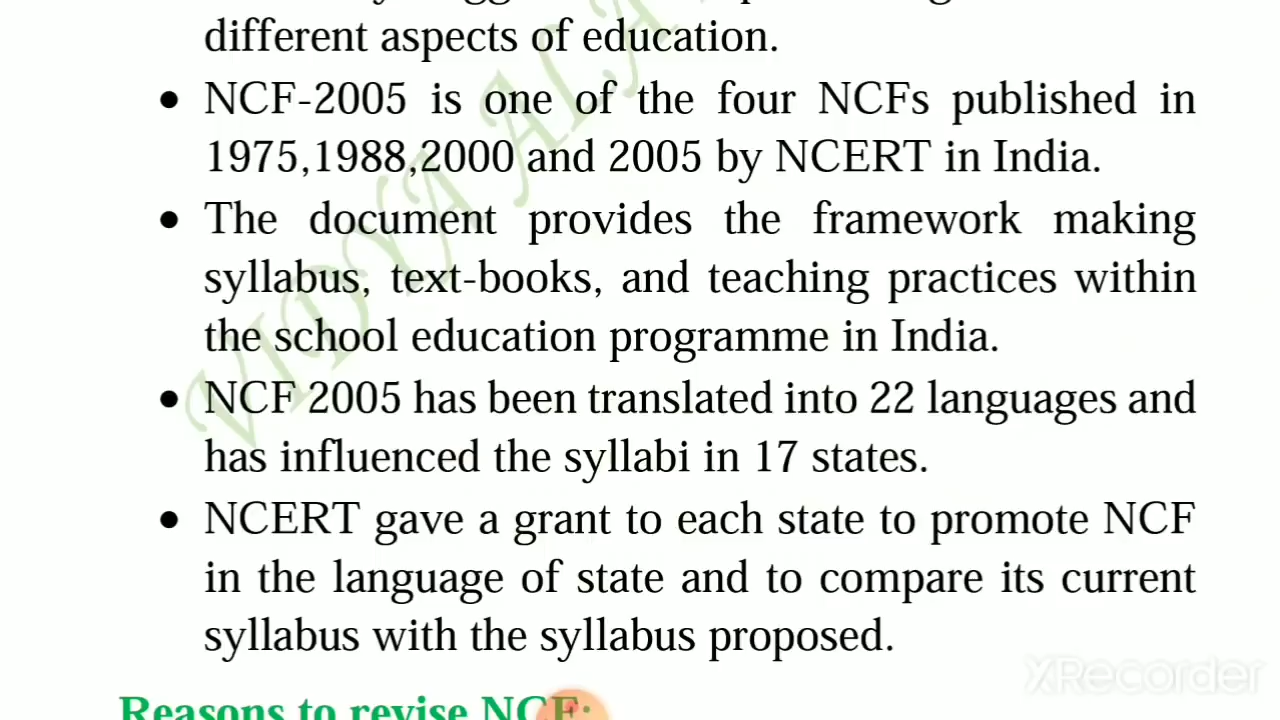 different aspects of education.
• NCF-2005 is one of the four NCFs published in
1975,1988,2000 and 2005 by NCERT in India.
• The document provides the framework making
syllabus, text-books, and teaching practices within
the school education programme in India.
• NCF 2005 has been translated into 22 languages and
has influenced the syllabi in 17 states.
• NCERT gave a grant to each state to promote NCF
in the language of state and to compare its current
syllabus with the syllabus proposed.
XRecorder
Reasons to revise NCF: